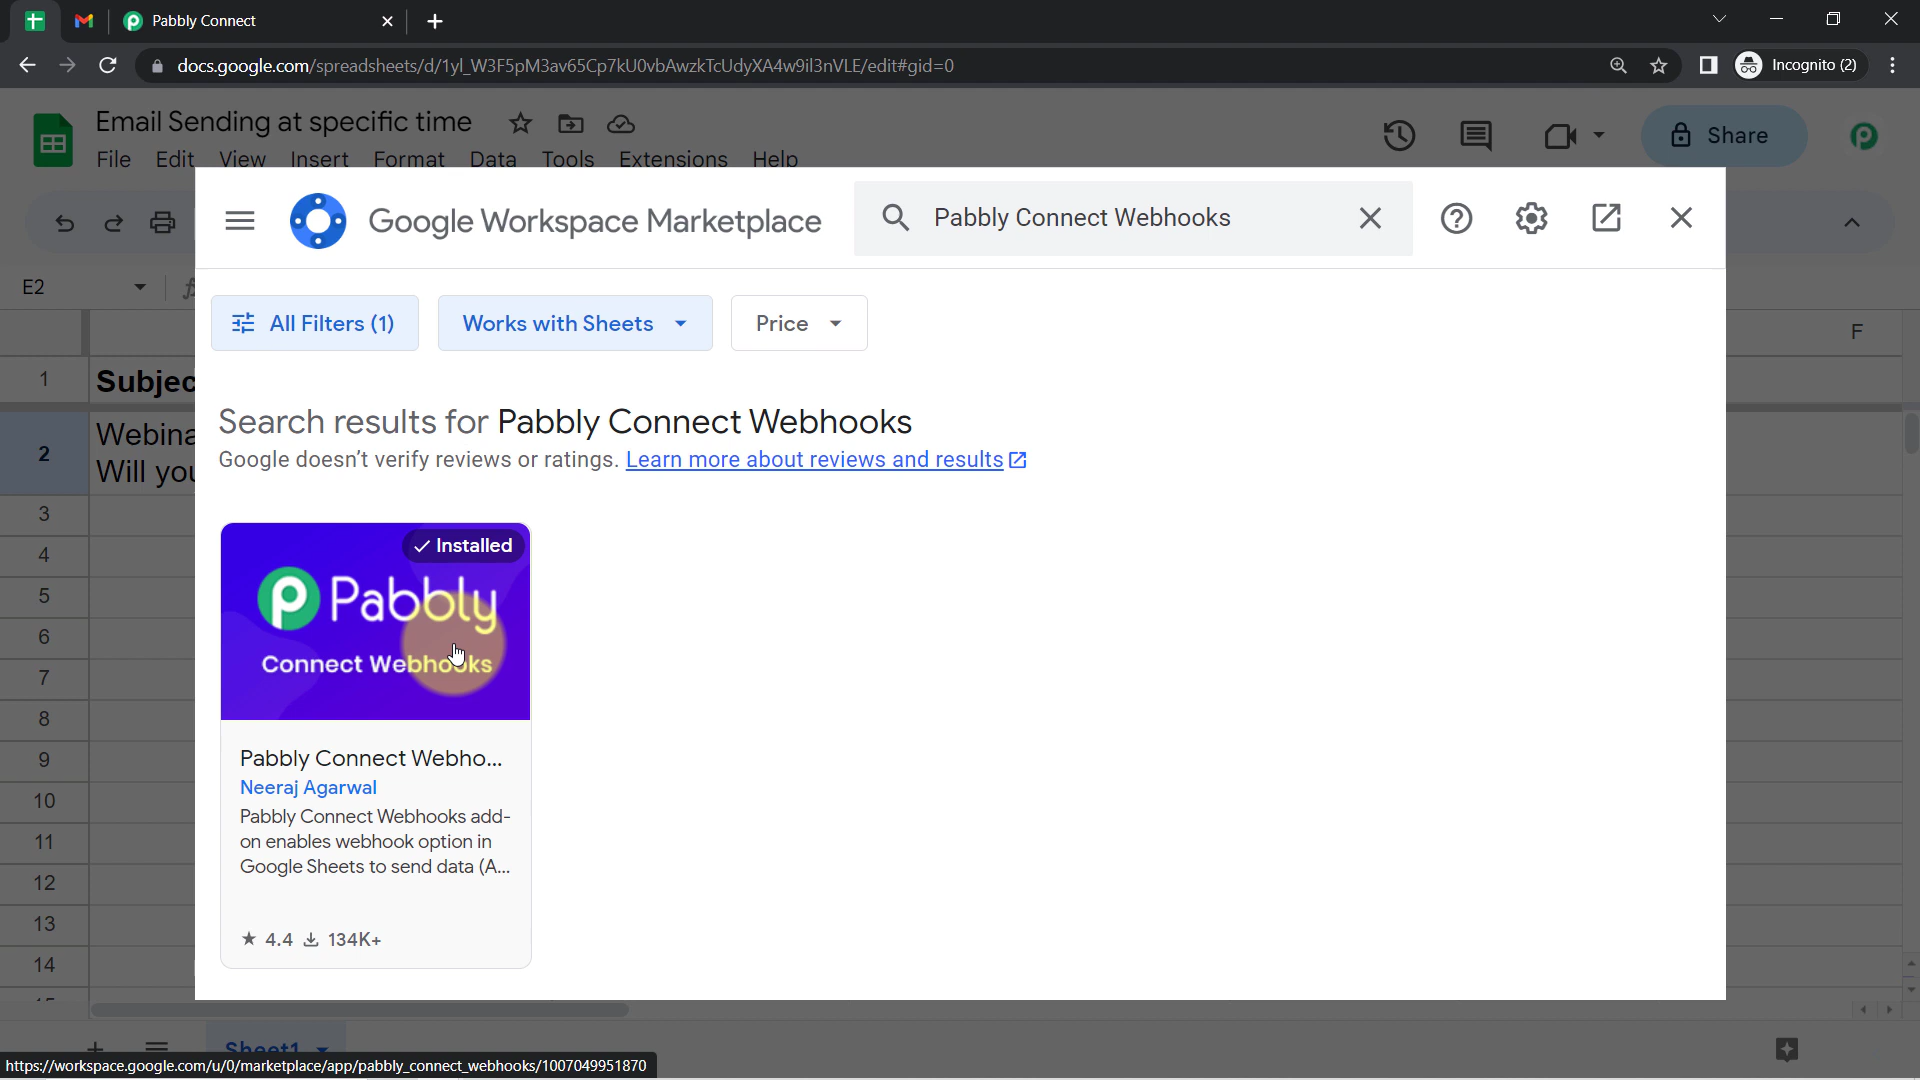 Pabbly Connect
docs.google.com/spreadsheets/d/1yl_W3F5pM3av65Cp7kU0vbAwzkTcUdyXA4w9il3nVLE/edit#gid=0
Incognito (2)
Email Sending at specific time
File Edit View Insert Format Data Tools Extensions Help
Share
Google Workspace Marketplace
Pabbly Connect Webhooks
E2
All Filters (1)
Works with Sheets
Price
F
1
Subjec
Search results for Pabbly Connect Webhooks
Google doesn't verify reviews or ratings. Learn more about reviews and results
2
Webina
Will you
3
4
5
6
7
8
9
10
11
12
13
14
15
Installed
Pabbly
Connect Webhooks
Pabbly Connect Webho...
Neeraj Agarwal
Pabbly Connect Webhooks add-
on enables webhook option in
Google Sheets to send data (A...
4.4 134K+
Sheet1
https://workspace.google.com/u/0/marketplace/app/pabbly_connect_webhooks/1007049951870